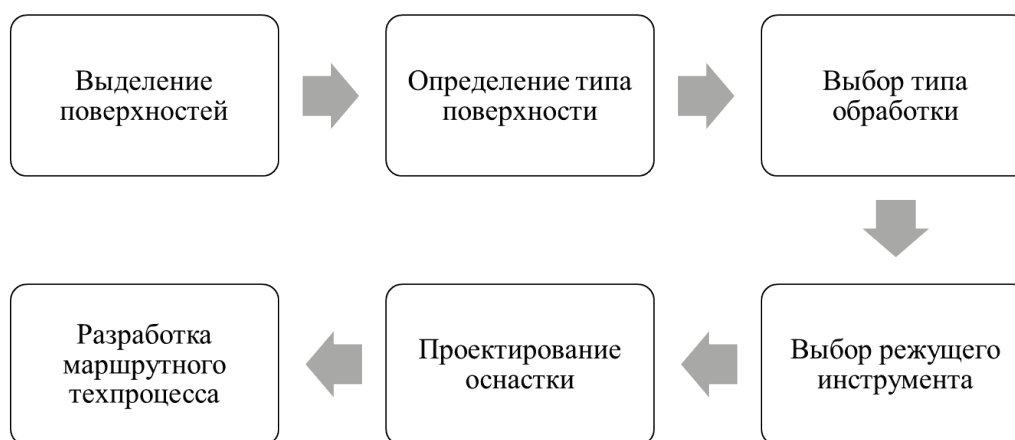 Выделение
поверхностей
Определение типа
поверхности
Выбор типа
обработки
Выбор режущего
инструмента
Проектирование
оснастки
Разработка
маршрутного
техпроцесса